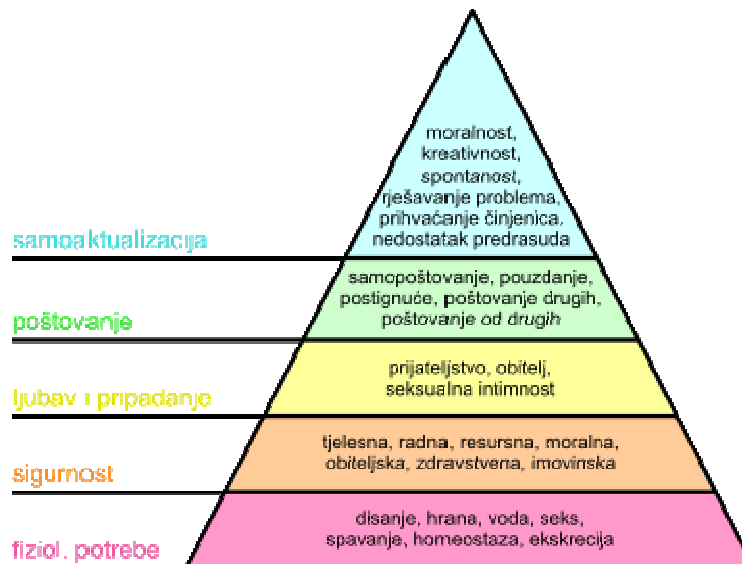 moralnost,
kreativnost,
spontanost,
rješavanje problema,
prihvaćanje činjenica,
nedostatak predrasuda
samoaktualizacija
samopoštovanje, pouzdanje,
postignuće, poštovanje drugih,
poštovanje od drugih
poštovanje
prijateljstvo, obitelj,
seksualna intimnost
ljubav i pripadanje
tjelesna, radna, resursna, moralna,
obiteljska, zdravstvena, imovinska
sigurnost
disanje, hrana, voda, seks,
spavanje, homeostaza, ekskrecija
fiziol. potrebe